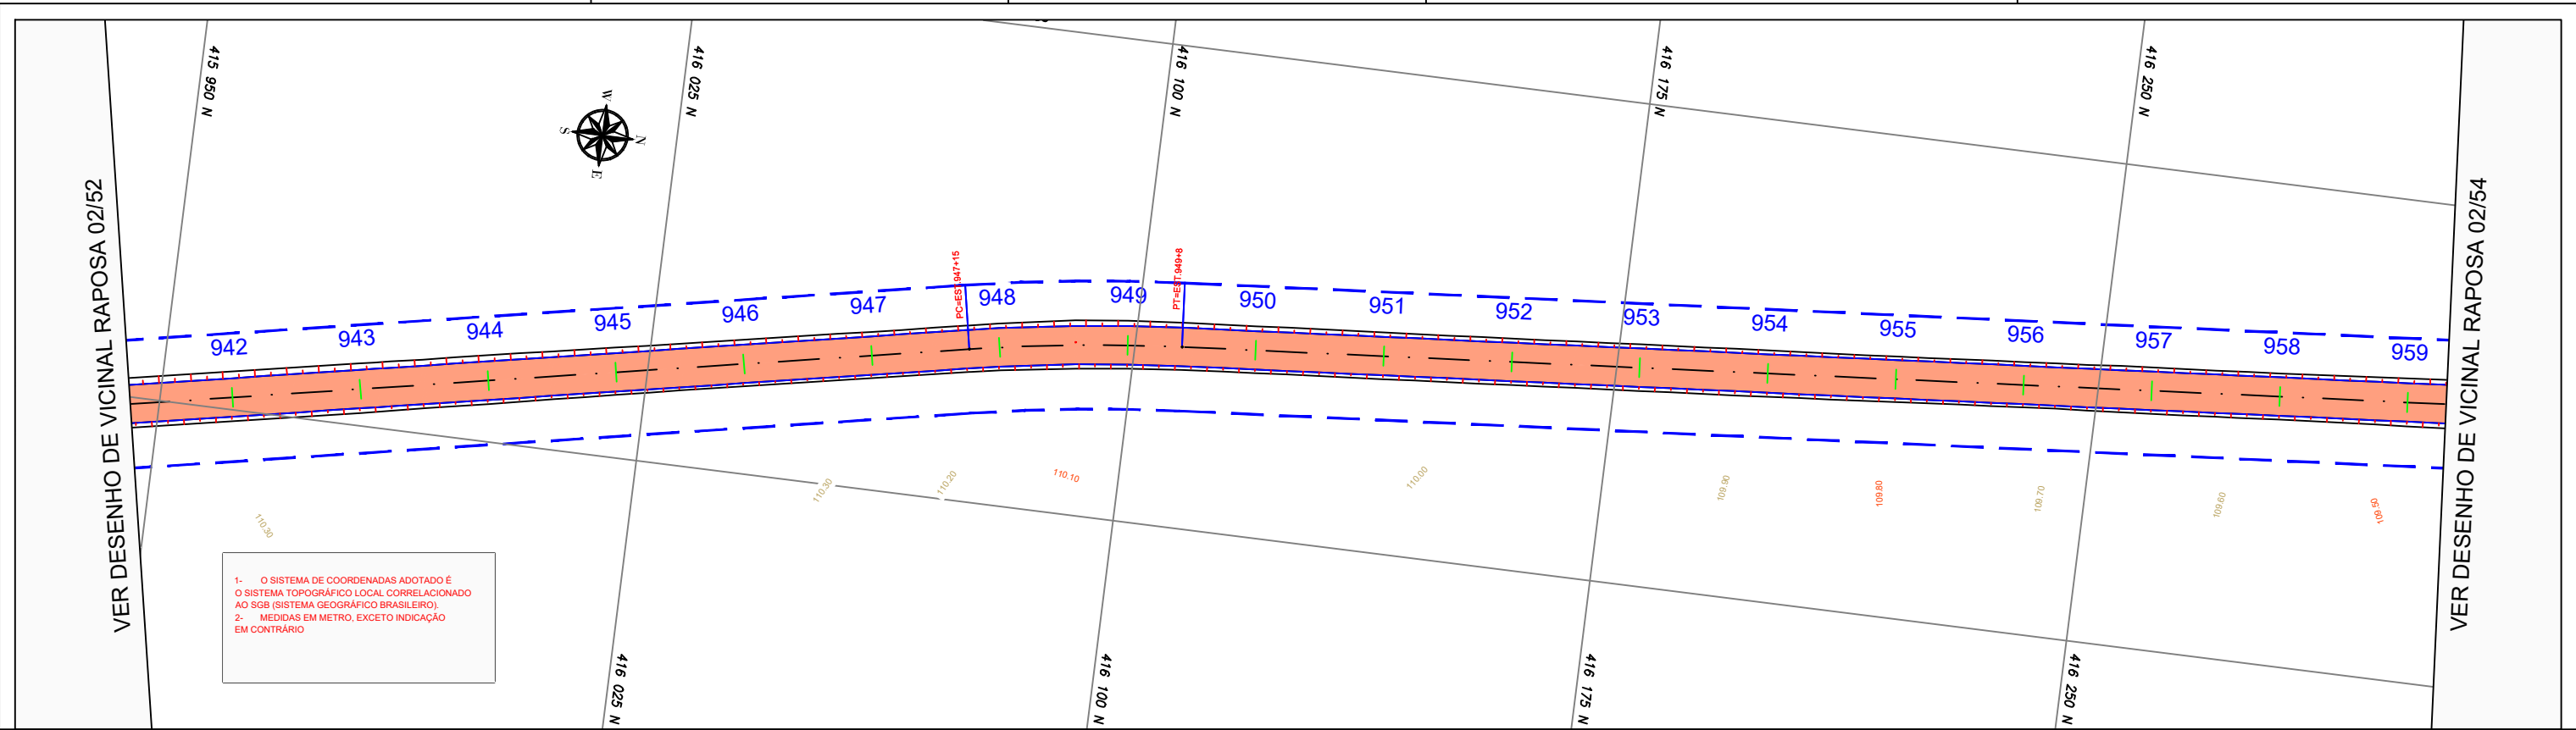 415 950 N
416 025 N
416 100 N
416 175 N
416 250 N
W
S
N
E
VER DESENHO DE VICINAL RAPOSA 02/52
VER DESENHO DE VICINAL RAPOSA 02/54
PC=EST.947+15
PT=EST.949+8
942
943
944
945
946
947
948
949
950
951
952
953
954
955
956
957
958
959
110.30
110.30
110.20
110.10
110.00
109.90
109.80
109.70
109.60
109.50
1- O SISTEMA DE COORDENADAS ADOTADO É
O SISTEMA TOPOGRÁFICO LOCAL CORRELACIONADO
AO SGB (SISTEMA GEOGRÁFICO BRASILEIRO).
2- MEDIDAS EM METRO, EXCETO INDICAÇÃO
EM CONTRÁRIO
416 025 N
416 100 N
416 175 N
416 250 N